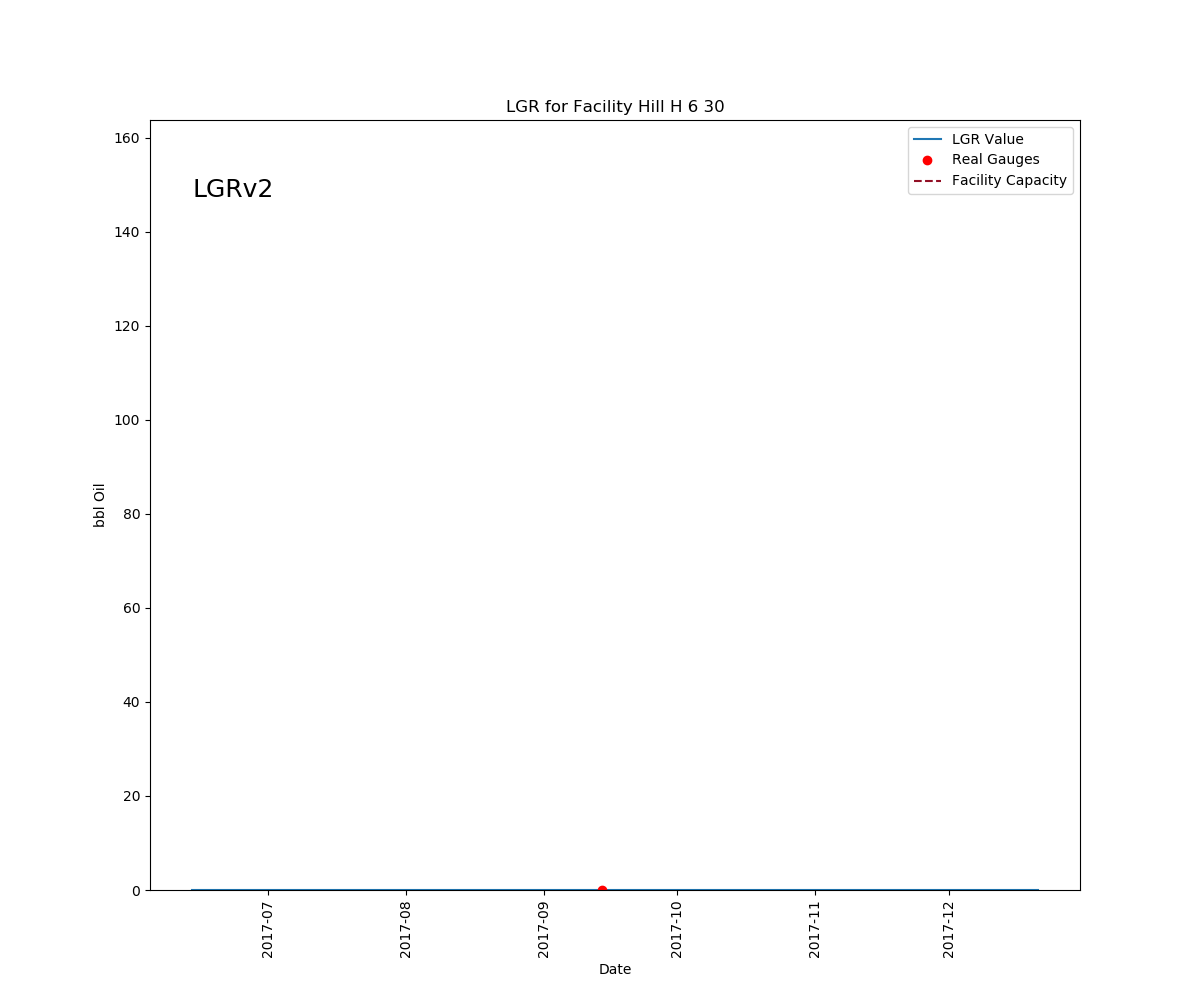 LGR for Facility Hill H 6 30
LGR Value
Real Gauges
Facility Capacity
LGRv2
160
140
120
100
80
60
40
20
0
bbl Oil
2017-07
2017-08
2017-09
2017-10
2017-11
2017-12
Date